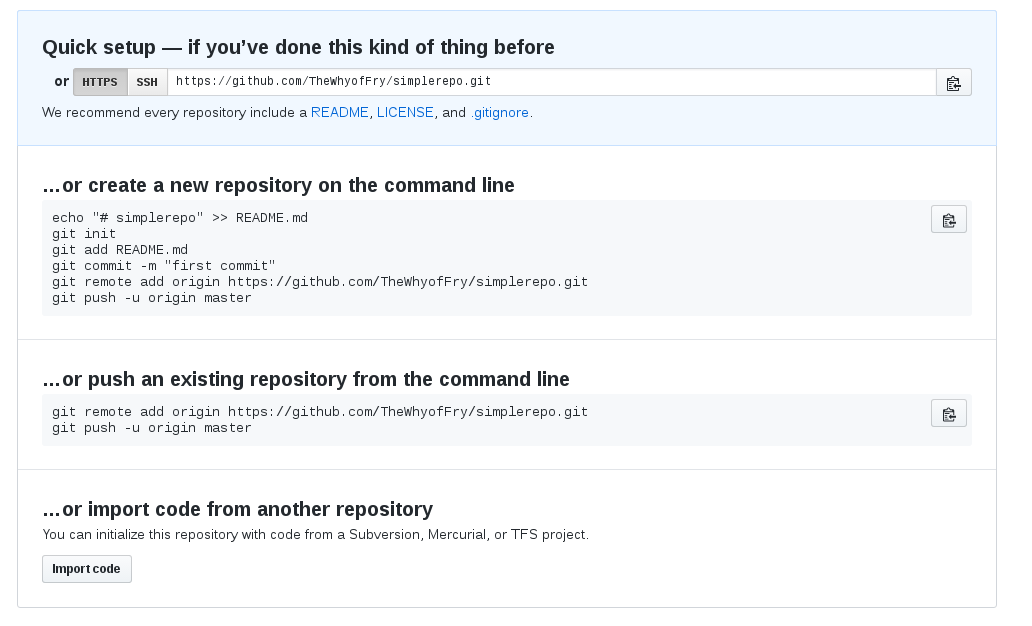 Quick setup — if you’ve done this kind of thing before
or HTTPS SSH https://github.com/TheWhyofFry/simplerepo.git
We recommend every repository include a README, LICENSE, and .gitignore.
…or create a new repository on the command line
echo "# simplerepo" >> README.md
git init
git add README.md
git commit -m "first commit"
git remote add origin https://github.com/TheWhyofFry/simplerepo.git
git push -u origin master
…or push an existing repository from the command line
git remote add origin https://github.com/TheWhyofFry/simplerepo.git
git push -u origin master
…or import code from another repository
You can initialize this repository with code from a Subversion, Mercurial, or TFS project.
Import code